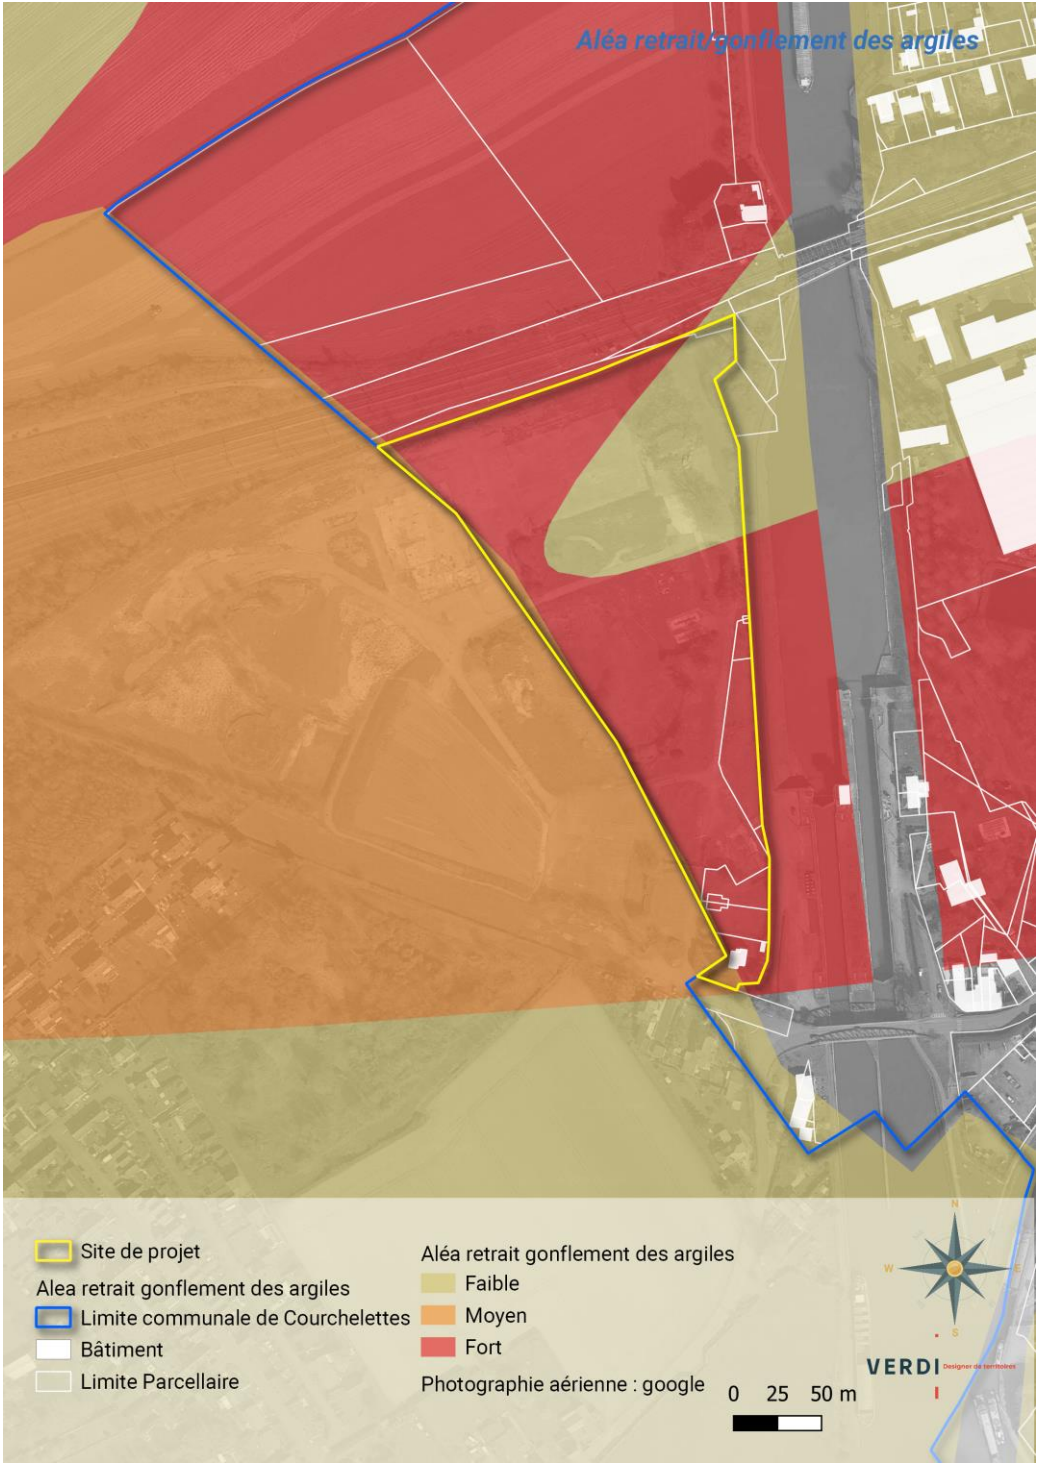 Aléa retrait/gonflement des argiles
Site de projet
Alea retrait gonflement des argiles
Limite communale de Courchelettes
Bâtiment
Limite Parcellaire
Aléa retrait gonflement des argiles
Faible
Moyen
Fort
Photographie aérienne : google
0 25 50 m
N
W E
S
VERDI Designer de territoires